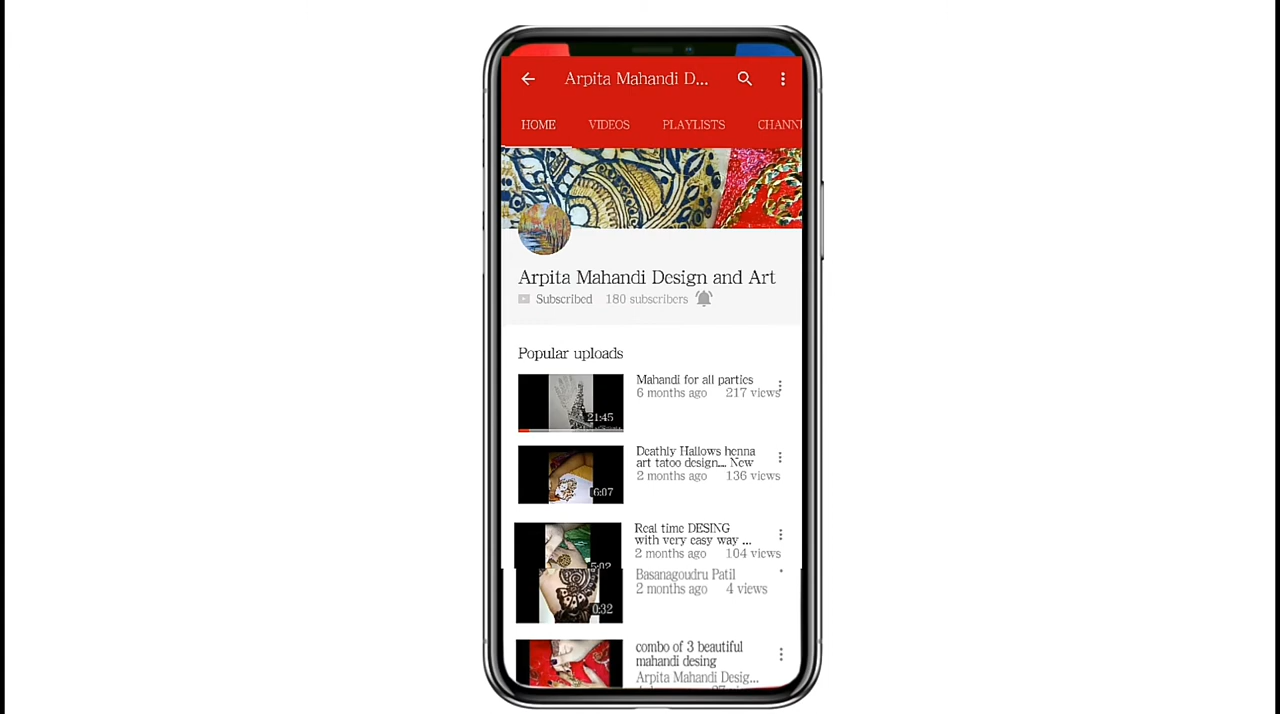 Arpita Mahandi D...
HOME VIDEOS PLAYLISTS CHANN
Arpita Mahandi Design and Art
Subscribed 180 subscribers
Popular uploads
Mahandi for all parties
6 months ago 217 views
21:45
Deathly Hallows henna
art tatoo design.... New
2 months ago 136 views
6:07
Real time DESING
with very easy way ...
2 months ago 104 views
5:02
Basanagoudru Patil
2 months ago 4 views
0:32
combo of 3 beautiful
mahandi desing
Arpita Mahandi Desig...